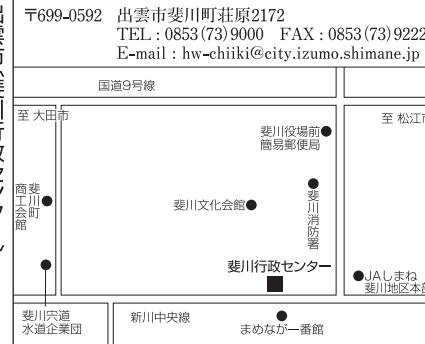 〒699-0592 出雲市斐川町荘原2172
TEL : 0853(73)9000 FAX : 0853(73)9222
E-mail : hw-chiiki@city.izumo.shimane.jp
国道9号線
至 大田市
至 松江市
斐川役場前
簡易郵便局
斐川町
商工会館
斐川文化会館
斐川消防署
斐川行政センター
JAしまね
斐川地区本部
斐川宍道
水道企業団
新川中央線
まめなが一番館